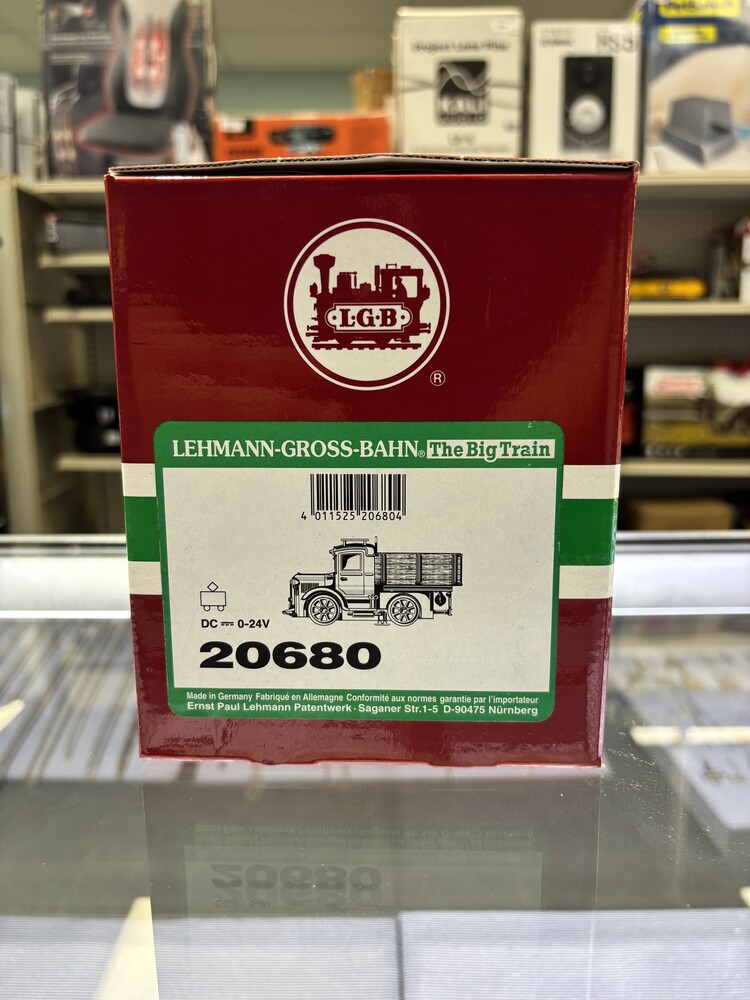 L·G·B
®
LEHMANN-GROSS-BAHN® The Big Train
4 011525 206804
DC 0-24V
20680
Made in Germany Fabriqué en Allemagne Conformité aux normes garantie par l'importateur
Ernst Paul Lehmann Patentwerk · Saganer Str.1-5 D-90475 Nürnberg